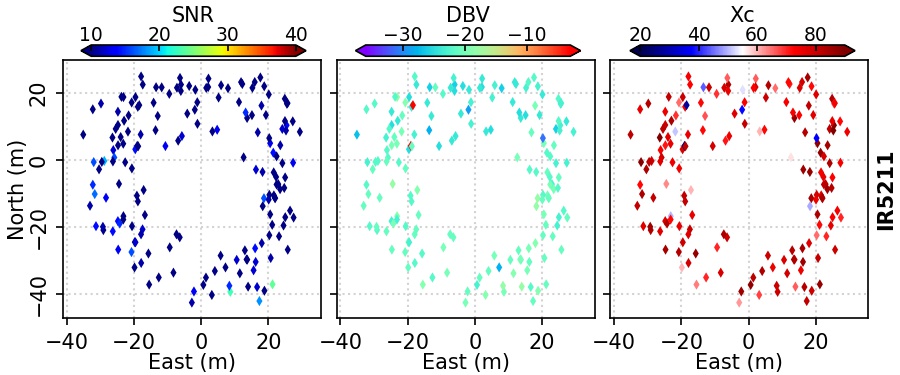 SNR DBV Xc
10 20 30 40 −30 −20 −10 20 40 60 80
North (m)
20
0
−20
−40
−40 −20 0 20 −40 −20 0 20 −40 −20 0 20
East (m) East (m) East (m)
IR5211